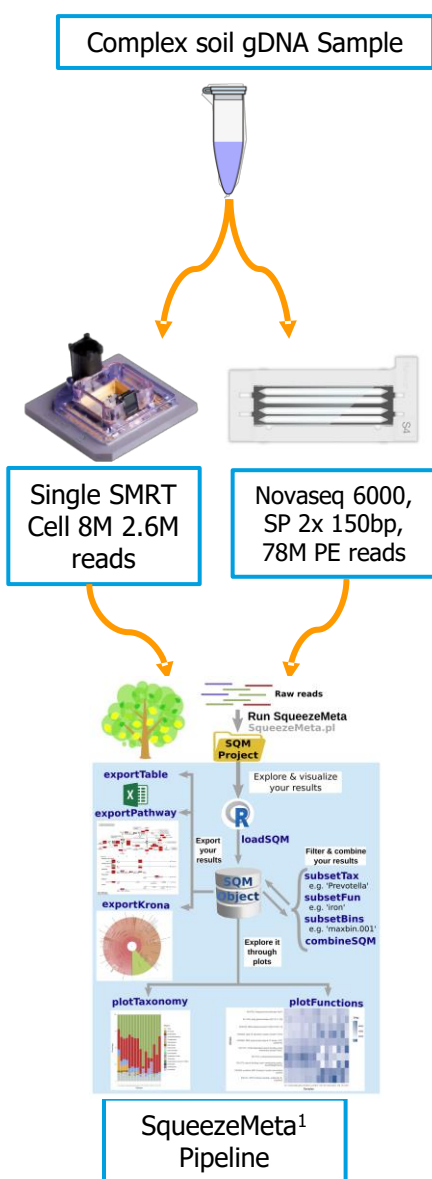 Complex soil gDNA Sample
S4
Single SMRT
Cell 8M 2.6M
reads
Novaseq 6000,
SP 2x 150bp,
78M PE reads
Raw reads
Run SqueezeMeta
SqueezeMeta.pl
SQM
Project
exportTable
Explore & visualize
your results
exportPathway
R
loadSQM
Export
your
results
Filter & combine
your results
subsetTax
e.g. 'Prevotella'
subsetFun
e.g. 'iron'
subsetBins
e.g. 'maxbin.001'
combineSQM
exportKrona
SQM
Object
Explore it
through
plots
plotTaxonomy
plotFunctions
SqueezeMeta¹
Pipeline